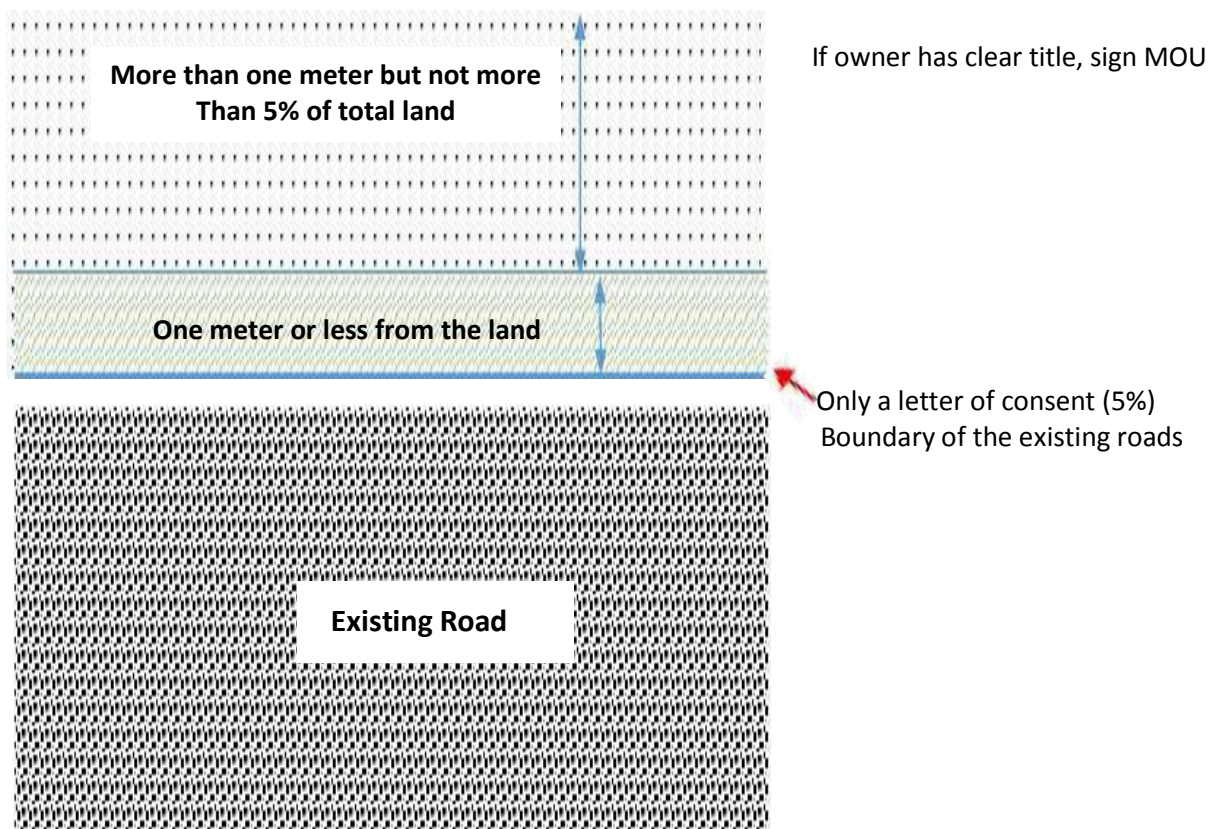 If owner has clear title, sign MOU
More than one meter but not more
Than 5% of total land
One meter or less from the land
Only a letter of consent (5%)
Boundary of the existing roads
Existing Road